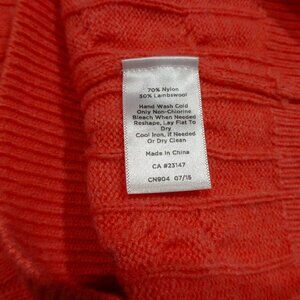 70% Nylon
30% Lambswool
Hand Wash Cold
Only Non-Chlorine
Bleach When Needed
Reshape, Lay Flat To
Dry
Cool Iron, If Needed
Or Dry Clean
Made In China
CA #23147
CN904 07/15